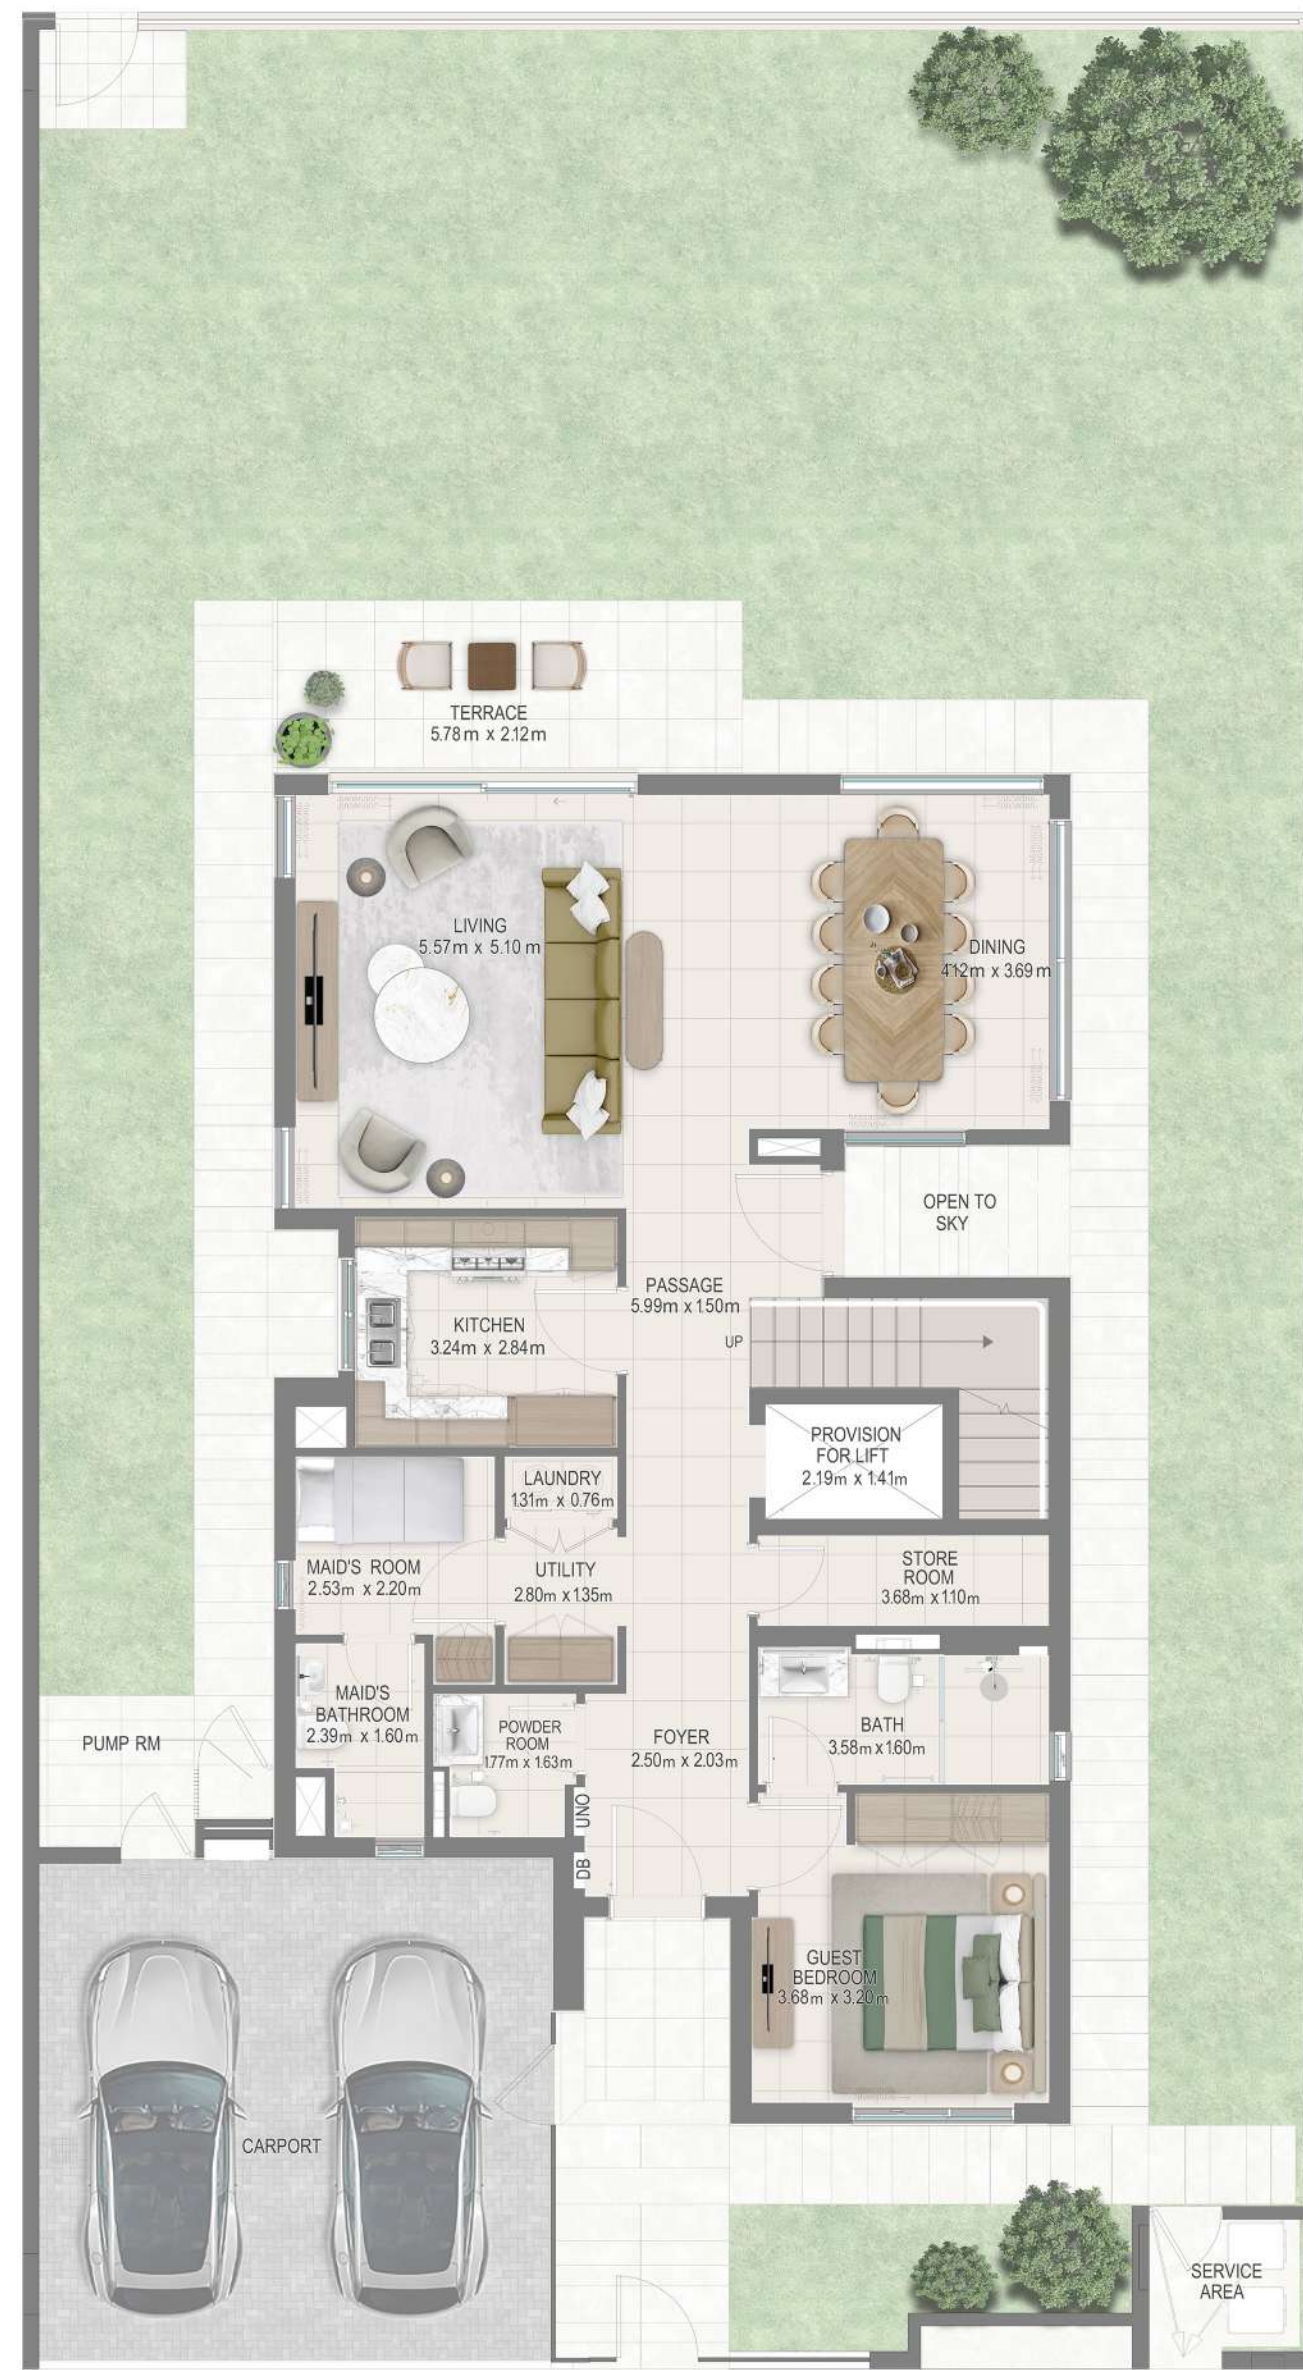 TERRACE
5.78m x 2.12m
LIVING
5.57m x 5.10 m
DINING
4.12m x 3.69 m
OPEN TO
SKY
PASSAGE
5.99m x 1.50m
KITCHEN
3.24m x 2.84m
UP
PROVISION
FOR LIFT
2.19m x 1.41m
LAUNDRY
1.31m x 0.76m
MAID'S ROOM
2.53m x 2.20m
UTILITY
2.80m x 1.35m
STORE
ROOM
3.68m x 1.10m
MAID'S
BATHROOM
2.39m x 1.60m
POWDER
ROOM
1.77m x 1.63m
FOYER
2.50m x 2.03m
BATH
3.58m x 1.60m
PUMP RM
UNO
DB
GUEST
BEDROOM
3.68m x 3.20m
CARPORT
SERVICE
AREA